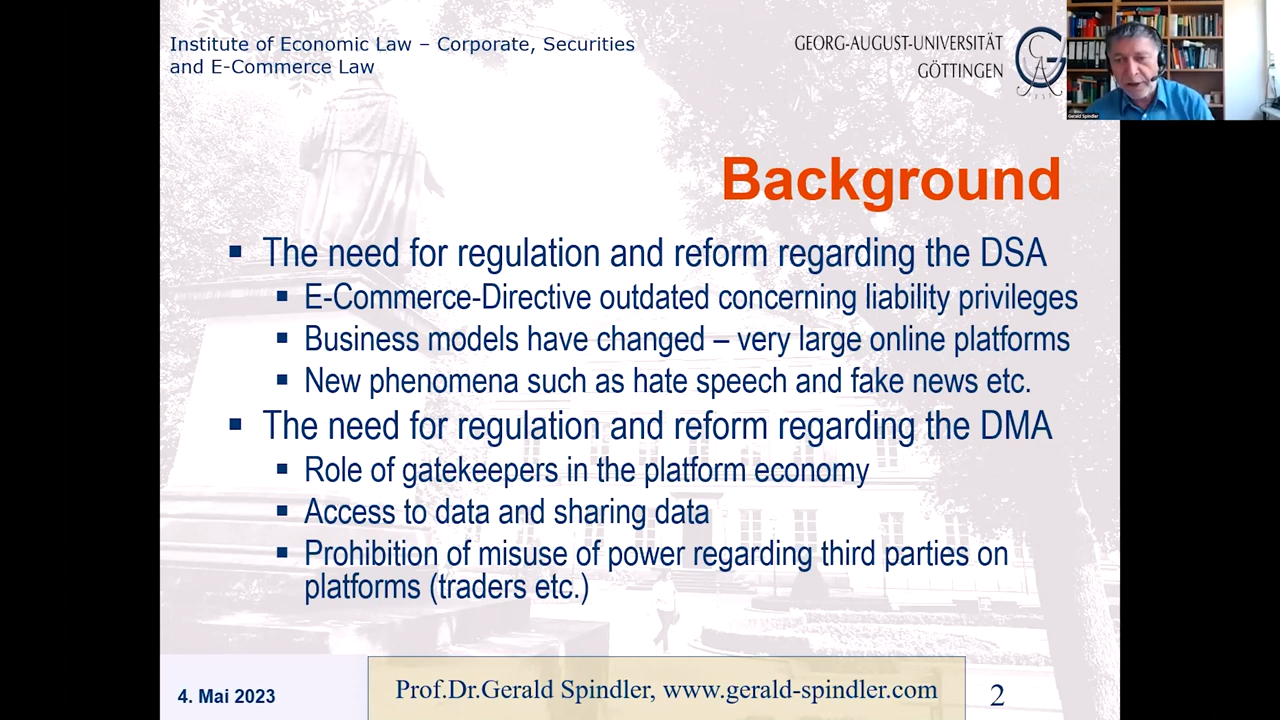 Institute of Economic Law – Corporate, Securities
and E-Commerce Law
GEORG-AUGUST-UNIVERSITÄT
GÖTTINGEN
Gerald Spindler
Background
The need for regulation and reform regarding the DSA
E-Commerce-Directive outdated concerning liability privileges
Business models have changed – very large online platforms
New phenomena such as hate speech and fake news etc.
The need for regulation and reform regarding the DMA
Role of gatekeepers in the platform economy
Access to data and sharing data
Prohibition of misuse of power regarding third parties on
platforms (traders etc.)
4. Mai 2023
Prof.Dr.Gerald Spindler, www.gerald-spindler.com
2